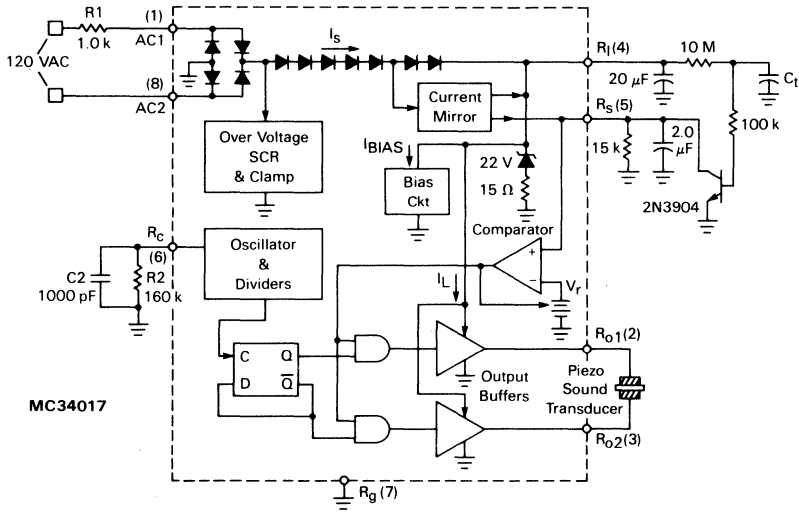 R1
(1)
1.0 k
AC1
120 VAC
(8)
AC2
Is
RI(4)
10 M
20 µF
Ct
Current
Mirror
Rs(5)
100 k
Over Voltage
SCR
& Clamp
IBIAS
22 V
15 Ω
15 k
2.0
µF
Bias
Ckt
2N3904
Comparator
Rc
(6)
Oscillator
&
Dividers
C2
1000 pF
R2
160 k
+
−
Vr
IL
Ro1(2)
C
Q
D
Q̅
Output
Buffers
Piezo
Sound
Transducer
MC34017
Ro2(3)
Rg(7)